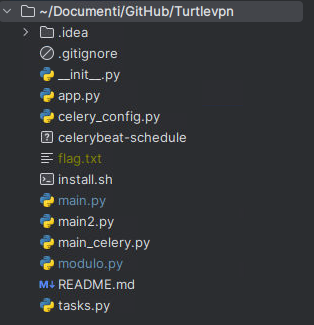 ~/Documenti/GitHub/Turtlevpn
.idea
.gitignore
__init__.py
app.py
celery_config.py
celerybeat-schedule
flag.txt
install.sh
main.py
main2.py
main_celery.py
modulo.py
README.md
tasks.py